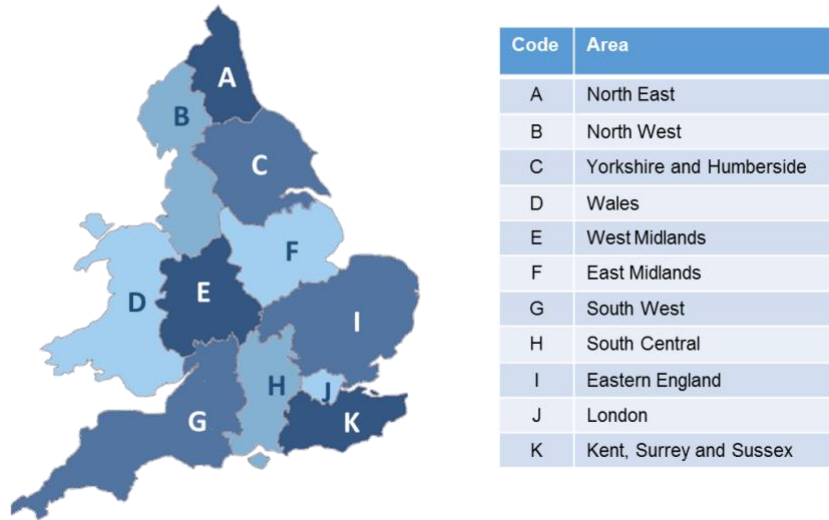 A
B
C
D
E
F
G
H
I
J
K
Code Area
A North East
B North West
C Yorkshire and Humberside
D Wales
E West Midlands
F East Midlands
G South West
H South Central
I Eastern England
J London
K Kent, Surrey and Sussex